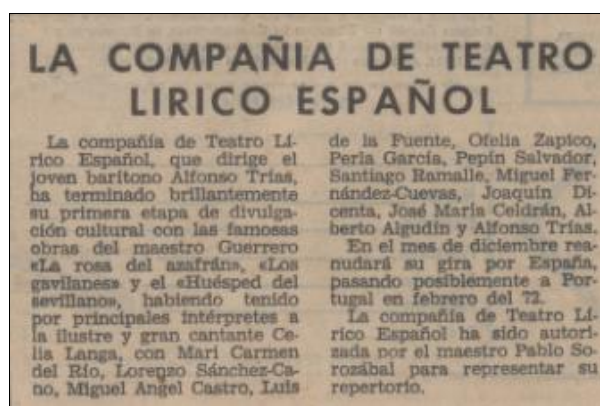 LA COMPAÑIA DE TEATRO
LIRICO ESPAÑOL
La compañía de Teatro Lí-
rico Español, que dirige el
joven barítono Alfonso Trías,
ha terminado brillantemente
su primera etapa de divulga-
ción cultural con las famosas
obras del maestro Guerrero
«La rosa del azafrán», «Los
gavilanes» y el «Huésped del
sevillano», habiendo tenido
por principales intérpretes a
la ilustre y gran cantante Ce-
lia Langa, con Mari Carmen
del Río, Lorenzo Sánchez-Ca-
no, Miguel Angel Castro, Luis
de la Fuente, Ofelia Zapico,
Perla García, Pepín Salvador,
Santiago Ramalle, Miguel Fer-
nández-Cuevas, Joaquín Di-
centa, José María Celdrán, Al-
berto Algudín y Alfonso Trías.
En el mes de diciembre rea-
nudará su gira por España,
pasando posiblemente a Por-
tugal en febrero del 72.
La compañía de Teatro Lí-
rico Español ha sido autori-
zada por el maestro Pablo So-
rozábal para representar su
repertorio.